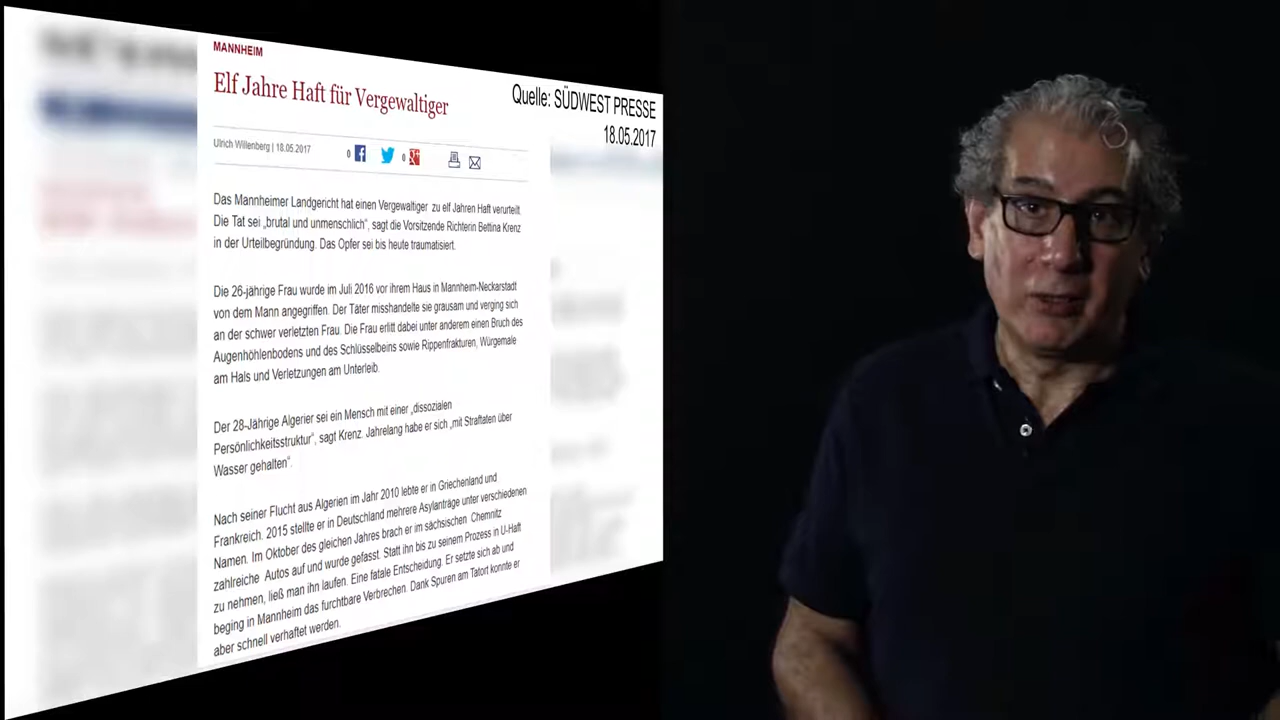 MANNHEIM
Elf Jahre Haft für Vergewaltiger
Quelle: SÜDWEST PRESSE
18.05.2017
Ulrich Willenberg | 18.05.2017
0
0
Das Mannheimer Landgericht hat einen Vergewaltiger zu elf Jahren Haft verurteilt.
Die Tat sei „brutal und unmenschlich", sagt die Vorsitzende Richterin Bettina Krenz
in der Urteilbegründung. Das Opfer sei bis heute traumatisiert.
Die 26-jährige Frau wurde im Juli 2016 vor ihrem Haus in Mannheim-Neckarstadt
von dem Mann angegriffen. Der Täter misshandelte sie grausam und verging sich
an der schwer verletzten Frau. Die Frau erlitt dabei unter anderem einen Bruch des
Augenhöhlenbodens und des Schlüsselbeins sowie Rippenfrakturen, Würgemale
am Hals und Verletzungen am Unterleib.
Der 28-Jährige Algerier sei ein Mensch mit einer „dissozialen
Persönlichkeitsstruktur", sagt Krenz. Jahrelang habe er sich „mit Straftaten über
Wasser gehalten".
Nach seiner Flucht aus Algerien im Jahr 2010 lebte er in Griechenland und
Frankreich. 2015 stellte er in Deutschland mehrere Asylanträge unter verschiedenen
Namen. Im Oktober des gleichen Jahres brach er im sächsischen Chemnitz
zahlreiche Autos auf und wurde gefasst. Statt ihn bis zu seinem Prozess in U-Haft
zu nehmen, ließ man ihn laufen. Eine fatale Entscheidung. Er setzte sich ab und
beging in Mannheim das furchtbare Verbrechen. Dank Spuren am Tatort konnte er
aber schnell verhaftet werden.